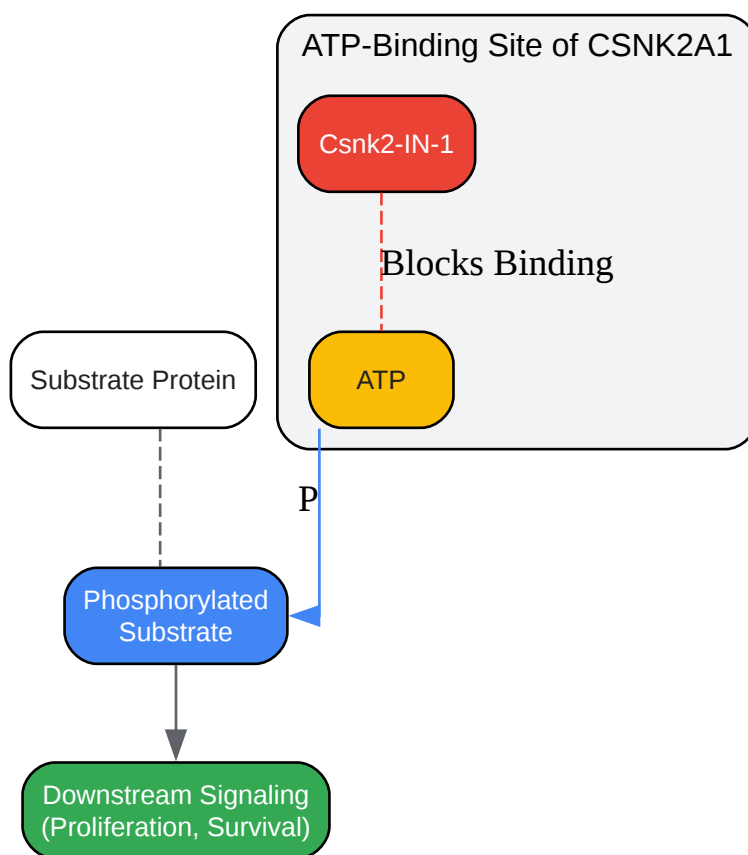 ATP-Binding Site of CSNK2A1
Csnk2-IN-1
Blocks Binding
Substrate Protein
ATP
P
Phosphorylated
Substrate
Downstream Signaling
(Proliferation, Survival)